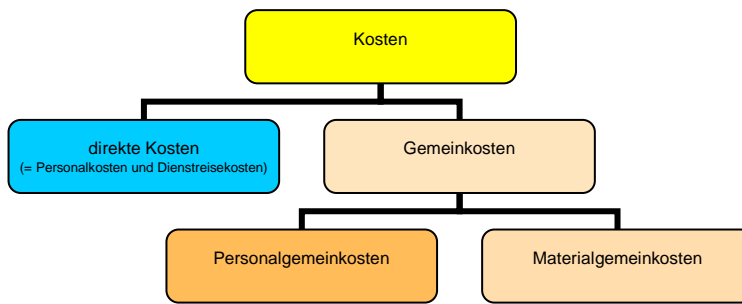 Kosten
direkte Kosten
(= Personalkosten und Dienstreisekosten)
Gemeinkosten
Personalgemeinkosten
Materialgemeinkosten